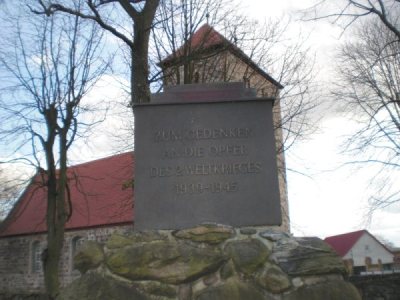 ZUM GEDENKEN
AN DIE OPFER
DES 2. WELTKRIEGES
1939-1945